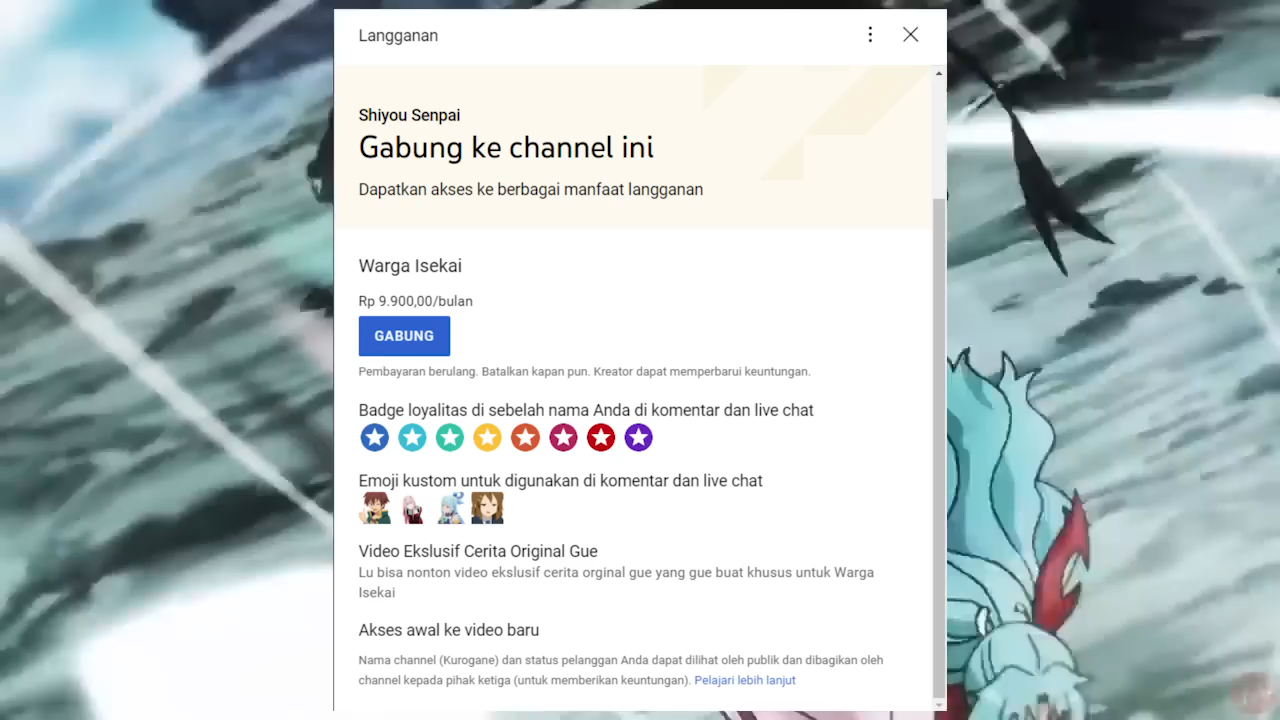 Langganan
Shiyou Senpai
Gabung ke channel ini
Dapatkan akses ke berbagai manfaat langganan
Warga Isekai
Rp 9.900,00/bulan
GABUNG
Pembayaran berulang. Batalkan kapan pun. Kreator dapat memperbarui keuntungan.
Badge loyalitas di sebelah nama Anda di komentar dan live chat
Emoji kustom untuk digunakan di komentar dan live chat
Video Ekslusif Cerita Original Gue
Lu bisa nonton video ekslusif cerita orginal gue yang gue buat khusus untuk Warga
Isekai
Akses awal ke video baru
Nama channel (Kurogane) dan status pelanggan Anda dapat dilihat oleh publik dan dibagikan oleh
channel kepada pihak ketiga (untuk memberikan keuntungan). Pelajari lebih lanjut